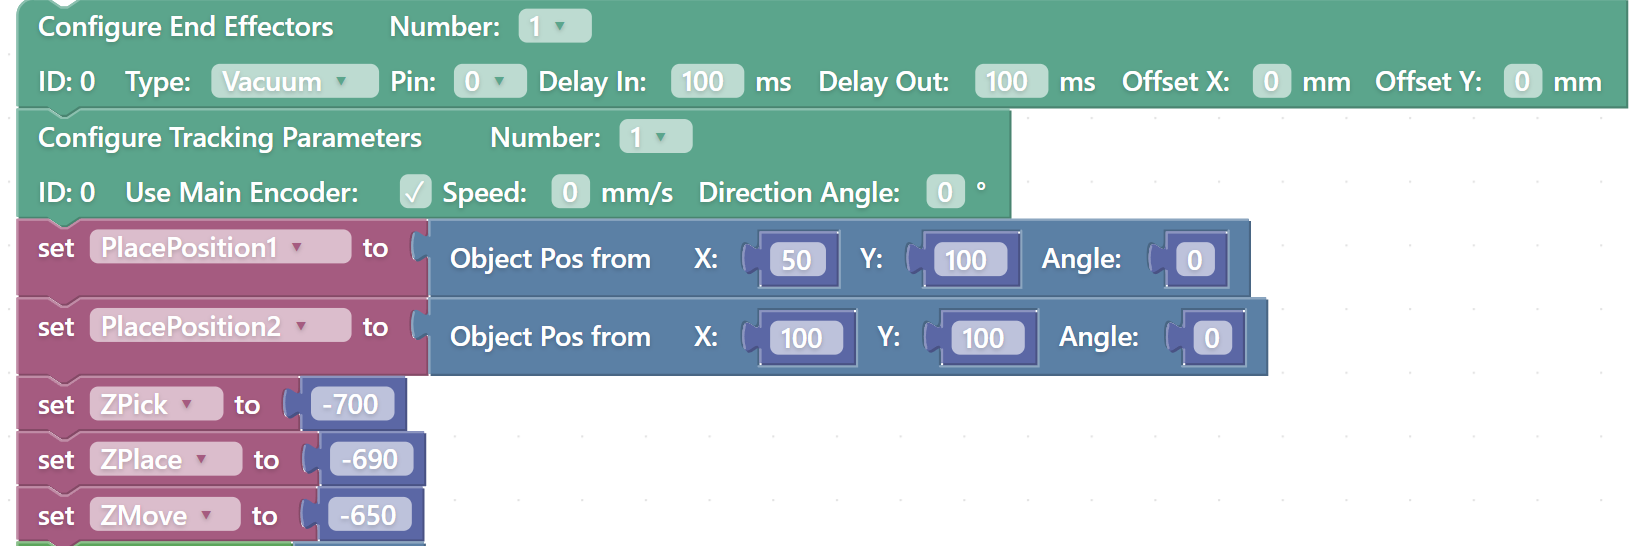 Configure End Effectors Number: 1
ID: 0 Type: Vacuum Pin: 0 Delay In: 100 ms Delay Out: 100 ms Offset X: 0 mm Offset Y: 0 mm
Configure Tracking Parameters Number: 1
ID: 0 Use Main Encoder: ✓ Speed: 0 mm/s Direction Angle: 0 °
set PlacePosition1 to Object Pos from X: 50 Y: 100 Angle: 0
set PlacePosition2 to Object Pos from X: 100 Y: 100 Angle: 0
set ZPick to -700
set ZPlace to -690
set ZMove to -650